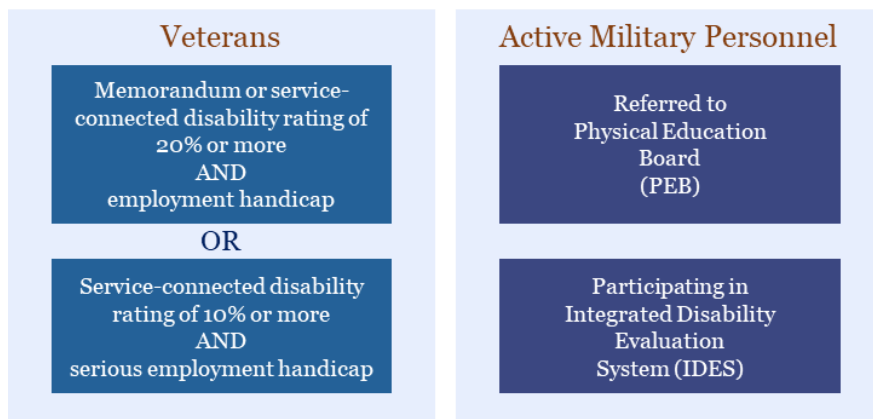 Veterans
Memorandum or service-
connected disability rating of
20% or more
AND
employment handicap
OR
Service-connected disability
rating of 10% or more
AND
serious employment handicap
Active Military Personnel
Referred to
Physical Education
Board
(PEB)
Participating in
Integrated Disability
Evaluation
System (IDES)